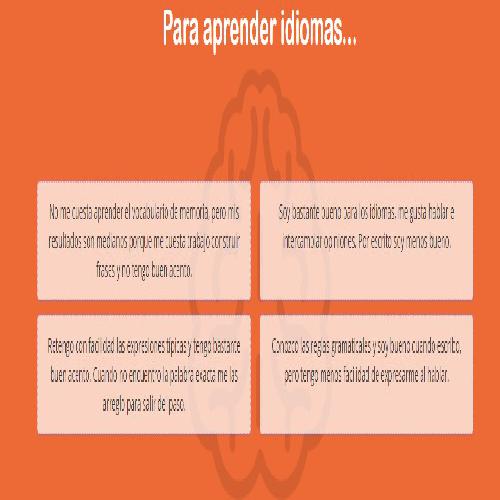 Para aprender idiomas...
No me cuesta aprender el vocabulario de memoria, pero mis
resultados son medianos porque me cuesta trabajo construir
frases y no tengo buen acento.
Soy bastante bueno para los idiomas, me gusta hablar e
intercambiar opiniones. Por escrito soy menos bueno.
Retengo con facilidad las expresiones típicas y tengo bastante
buen acento. Cuando no encuentro la palabra exacta me las
arreglo para salir del paso.
Conozco las reglas gramaticales y soy bueno cuando escribo,
pero tengo menos facilidad de expresarme al hablar.